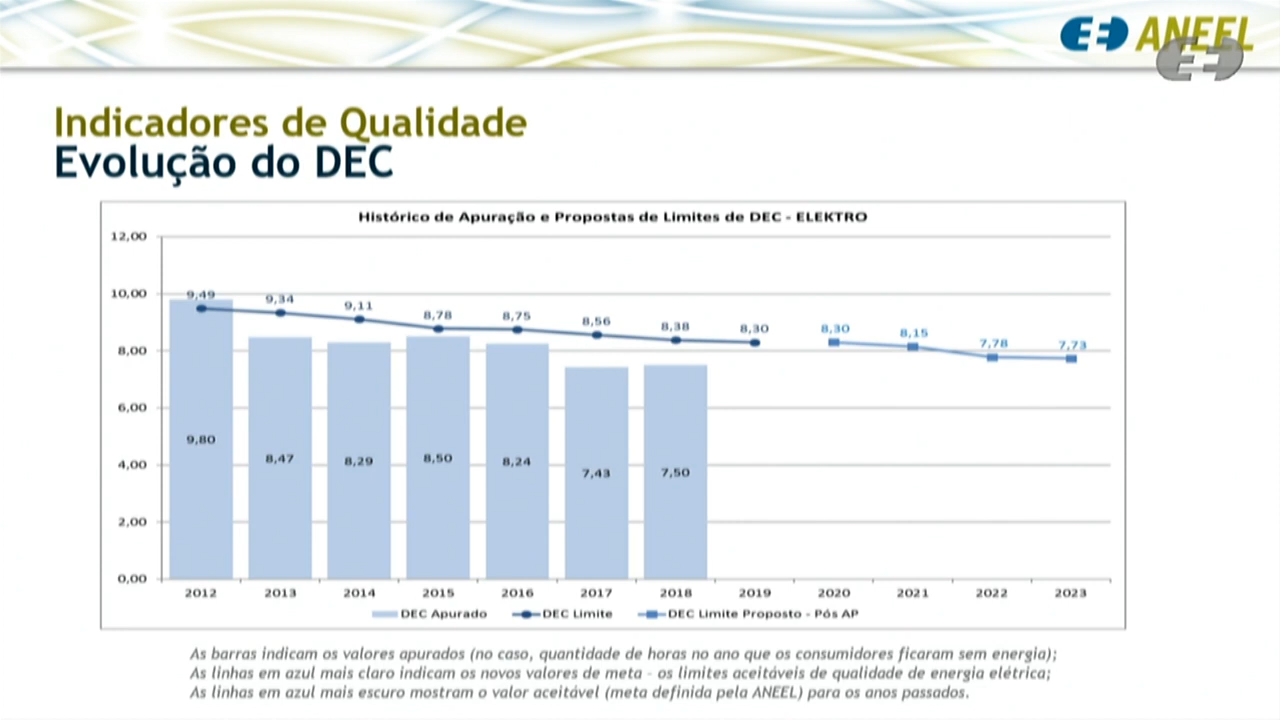 ANEEL
Indicadores de Qualidade
Evolução do DEC
Histórico de Apuração e Propostas de Limites de DEC - ELEKTRO
12,00
10,00
8,00
6,00
4,00
2,00
0,00
9,49 9,34 9,11 8,78 8,75 8,56 8,38 8,30 8,30 8,15 7,78 7,73
9,80 8,47 8,29 8,50 8,24 7,43 7,50
2012 2013 2014 2015 2016 2017 2018 2019 2020 2021 2022 2023
DEC Apurado DEC Limite DEC Limite Proposto - Pós AP
As barras indicam os valores apurados (no caso, quantidade de horas no ano que os consumidores ficaram sem energia);
As linhas em azul mais claro indicam os novos valores de meta - os limites aceitáveis de qualidade de energia elétrica;
As linhas em azul mais escuro mostram o valor aceitável (meta definida pela ANEEL) para os anos passados.